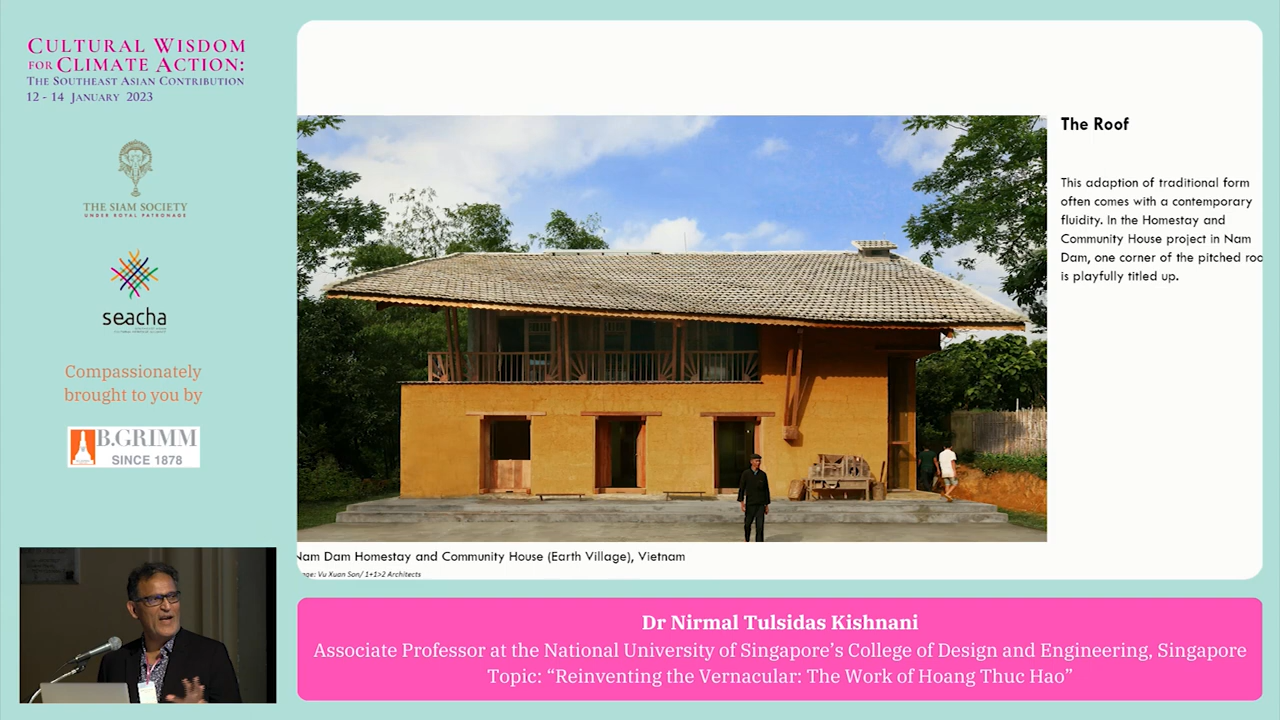 CULTURAL WISDOM
FOR CLIMATE ACTION:
THE SOUTHEAST ASIAN CONTRIBUTION
12 - 14 JANUARY 2023
THE SIAM SOCIETY
UNDER ROYAL PATRONAGE
seacha
Compassionately
brought to you by
B.GRIMM
SINCE 1878
The Roof
This adaption of traditional form
often comes with a contemporary
fluidity. In the Homestay and
Community House project in Nam
Dam, one corner of the pitched roo
is playfully titled up.
Nam Dam Homestay and Community House (Earth Village), Vietnam
age: Vu Xuan Son/ 1+1>2 Architects
Dr Nirmal Tulsidas Kishnani
Associate Professor at the National University of Singapore's College of Design and Engineering, Singapore
Topic: “Reinventing the Vernacular: The Work of Hoang Thuc Hao”